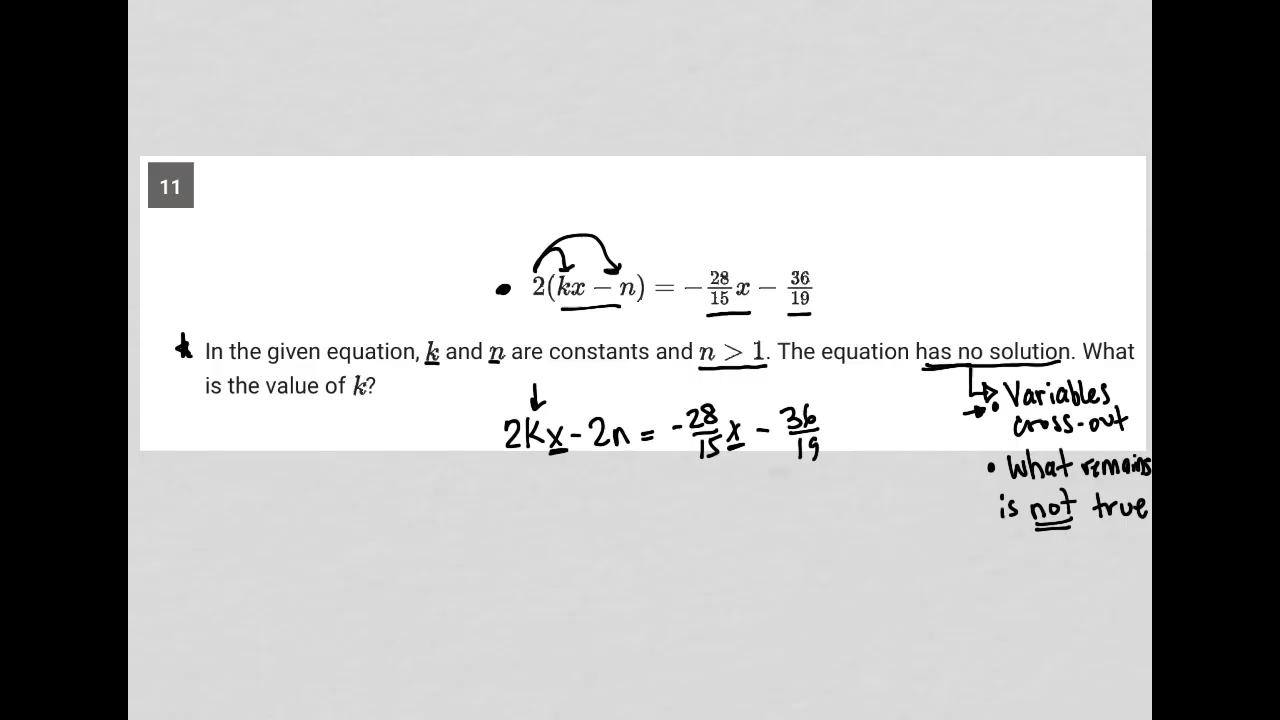 11
2(kx − n) = −28/15 x − 36/19
In the given equation, k and n are constants and n > 1. The equation has no solution. What
is the value of k?
• Variables
cross-out
2kx - 2n = -28/15 x - 36/19
• What remains
is not true